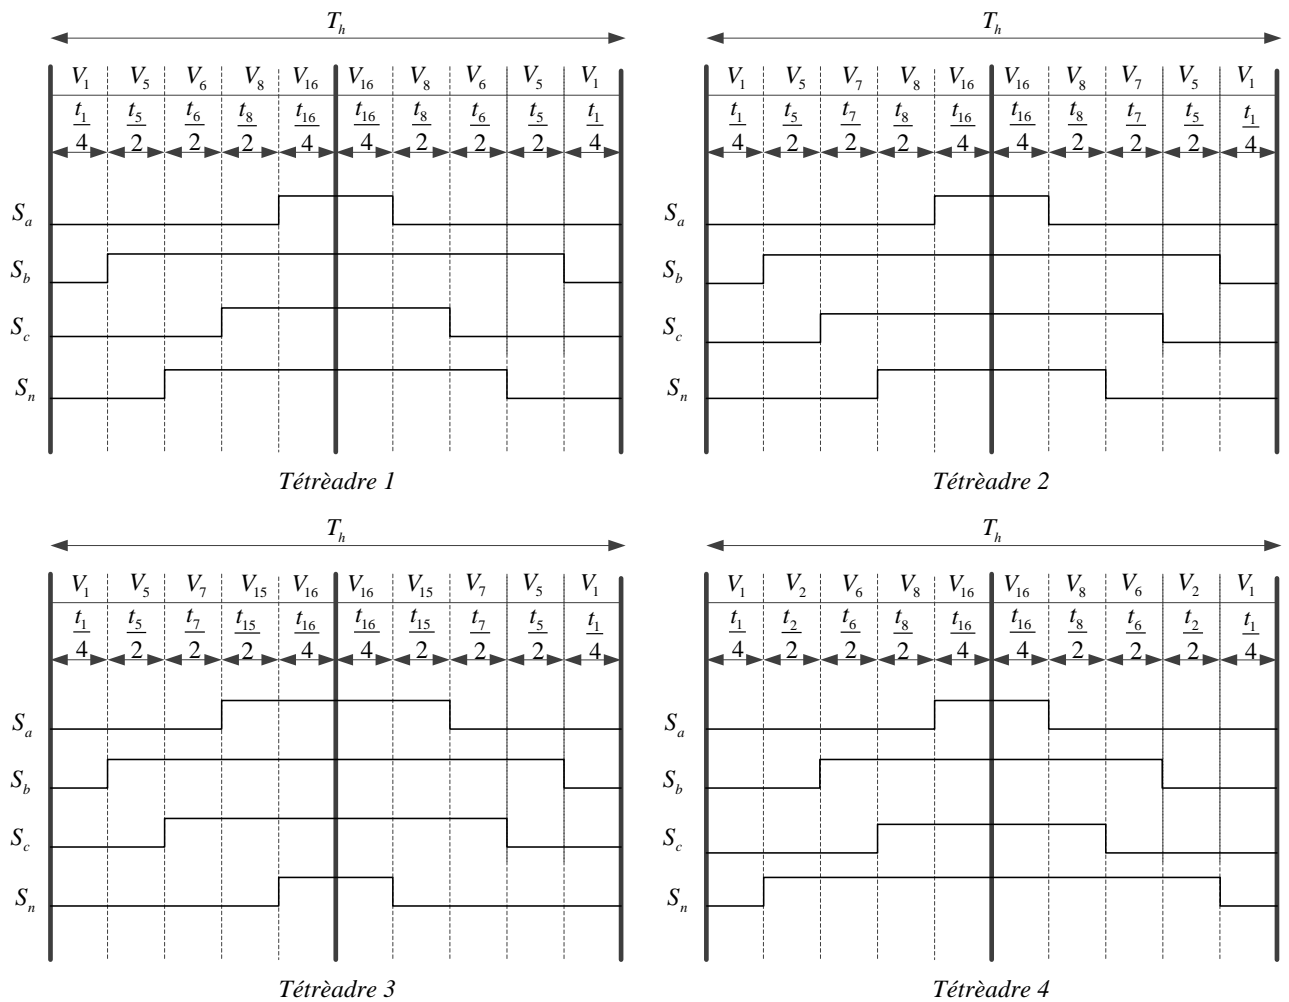 T_h
V_1 V_5 V_6 V_8 V_16 V_16 V_8 V_6 V_5 V_1
t_1/4 t_5/2 t_6/2 t_8/2 t_16/4 t_16/4 t_8/2 t_6/2 t_5/2 t_1/4
S_a
S_b
S_c
S_n
Tétrèadre 1
T_h
V_1 V_5 V_7 V_8 V_16 V_16 V_8 V_7 V_5 V_1
t_1/4 t_5/2 t_7/2 t_8/2 t_16/4 t_16/4 t_8/2 t_7/2 t_5/2 t_1/4
S_a
S_b
S_c
S_n
Tétrèadre 2
T_h
V_1 V_5 V_7 V_15 V_16 V_16 V_15 V_7 V_5 V_1
t_1/4 t_5/2 t_7/2 t_15/2 t_16/4 t_16/4 t_15/2 t_7/2 t_5/2 t_1/4
S_a
S_b
S_c
S_n
Tétrèadre 3
T_h
V_1 V_2 V_6 V_8 V_16 V_16 V_8 V_6 V_2 V_1
t_1/4 t_2/2 t_6/2 t_8/2 t_16/4 t_16/4 t_8/2 t_6/2 t_2/2 t_1/4
S_a
S_b
S_c
S_n
Tétrèadre 4